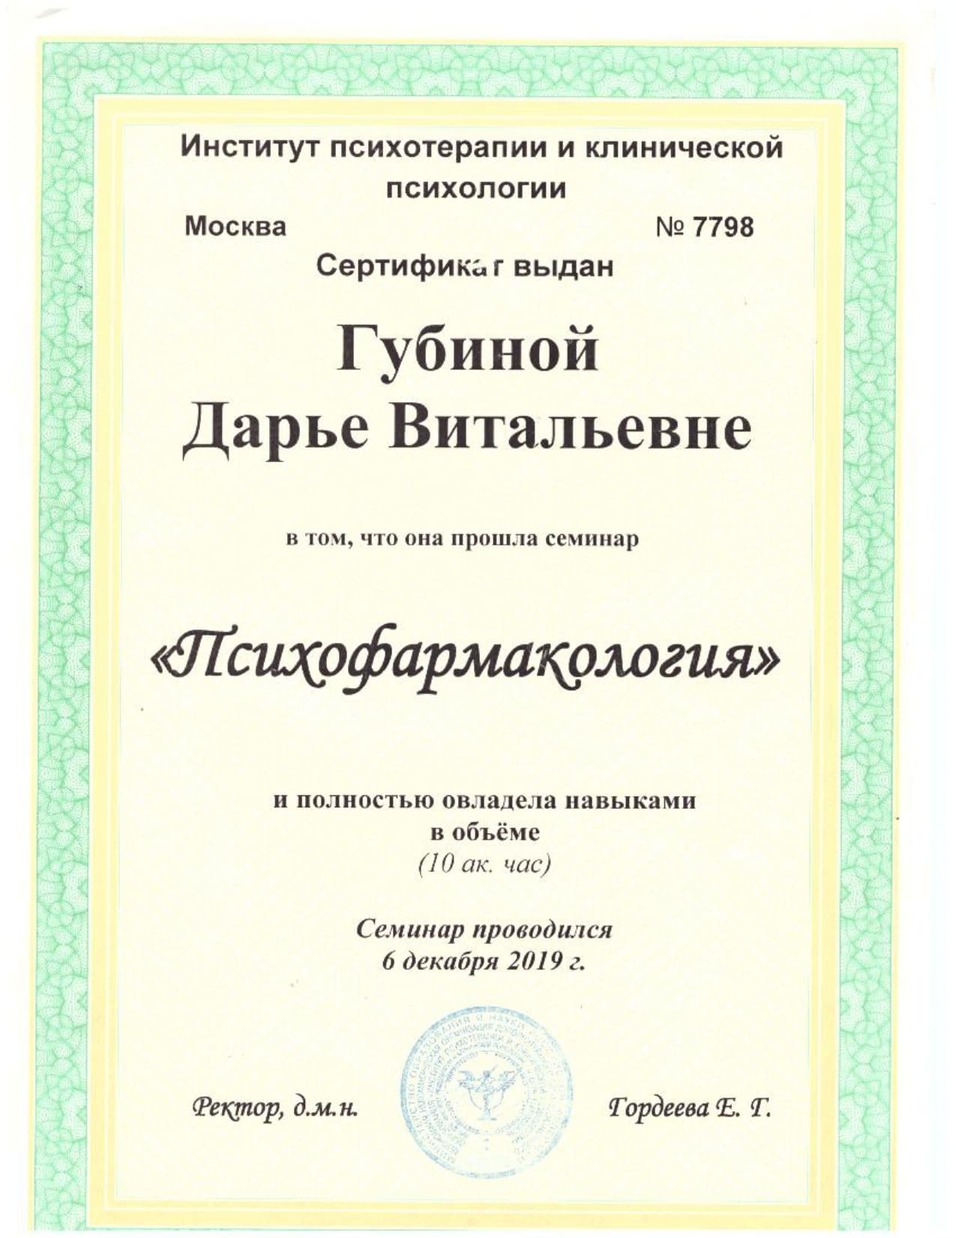 Институт психотерапии и клинической
психологии
Москва № 7798
Сертификат выдан
Губиной
Дарье Витальевне
в том, что она прошла семинар
«Психофармакология»
и полностью овладела навыками
в объёме
(10 ак. час)
Семинар проводился
6 декабря 2019 г.
Ректор, д.м.н. Гордеева Е. Г.